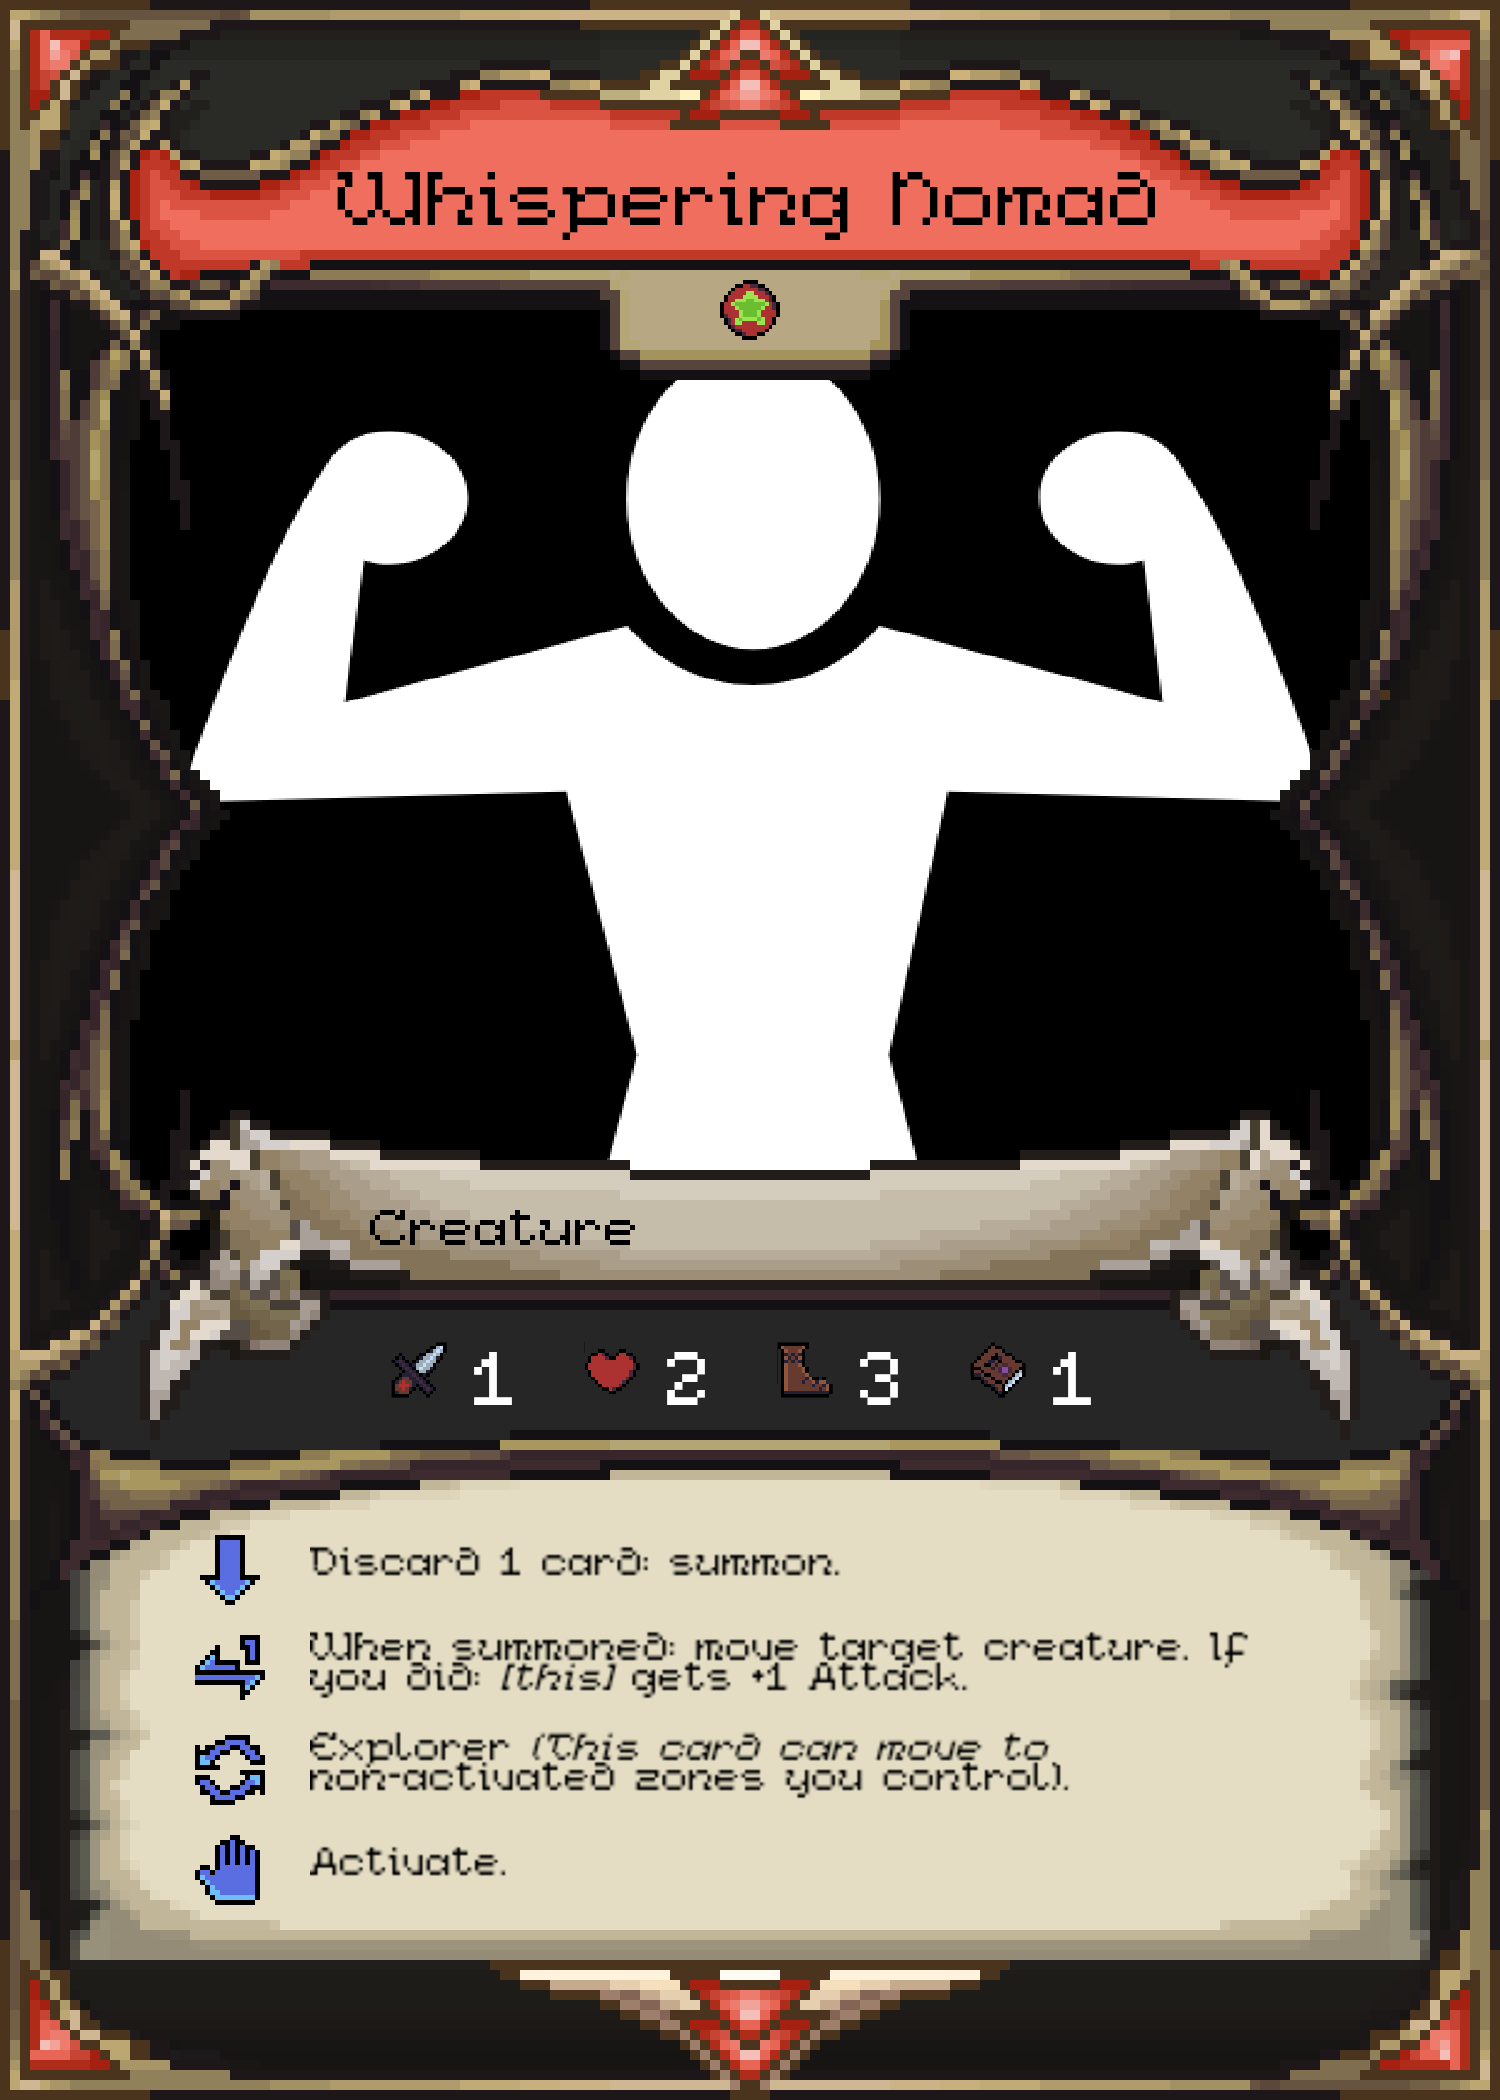 Whispering Nomad
Creature
1 2 3 1
Discard 1 card: summon.
When summoned: move target creature. If
you did: [this] gets +1 Attack.
Explorer (This card can move to
non-activated zones you control).
Activate.